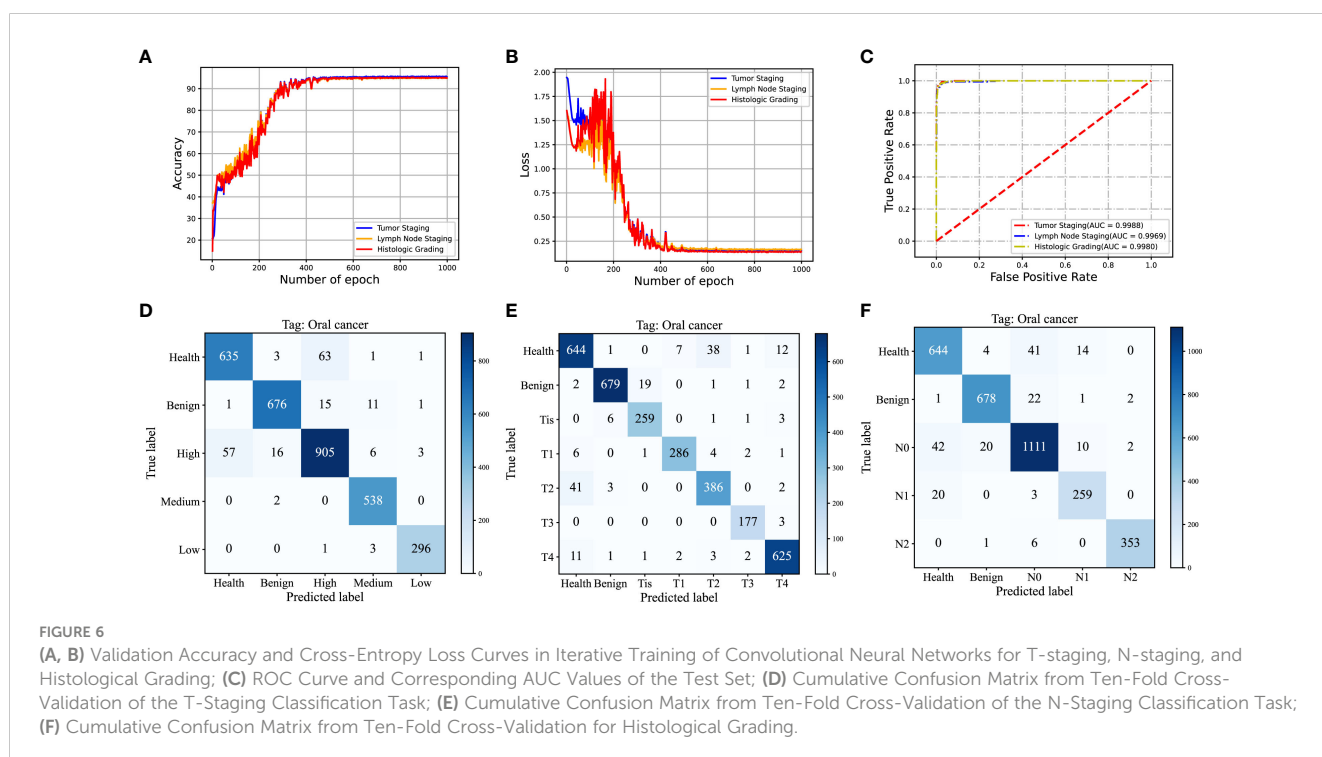 A
Accuracy
90
80
70
60
50
40
30
20
0 200 400 600 800 1000
Number of epoch
Tumor Staging
Lymph Node Staging
Histologic Grading
B
Loss
2.00
1.75
1.50
1.25
1.00
0.75
0.50
0.25
0 200 400 600 800 1000
Number of epoch
Tumor Staging
Lymph Node Staging
Histologic Grading
C
True Positive Rate
1.0
0.8
0.6
0.4
0.2
0.0
0.0 0.2 0.4 0.6 0.8 1.0
False Positive Rate
Tumor Staging(AUC = 0.9988)
Lymph Node Staging(AUC = 0.9969)
Histologic Grading(AUC = 0.9980)
D
Tag: Oral cancer
True label
Health 635 3 63 1 1
Benign 1 676 15 11 1
High 57 16 905 6 3
Medium 0 2 0 538 0
Low 0 0 1 3 296
Health Benign High Medium Low
Predicted label
800
600
400
200
0
E
Tag: Oral cancer
True label
Health 644 1 0 7 38 1 12
Benign 2 679 19 0 1 1 2
Tis 0 6 259 0 1 1 3
T1 6 0 1 286 4 2 1
T2 41 3 0 0 386 0 2
T3 0 0 0 0 0 177 3
T4 11 1 1 2 3 2 625
Health Benign Tis T1 T2 T3 T4
Predicted label
600
500
400
300
200
100
0
F
Tag: Oral cancer
True label
Health 644 4 41 14 0
Benign 1 678 22 1 2
N0 42 20 1111 10 2
N1 20 0 3 259 0
N2 0 1 6 0 353
Health Benign N0 N1 N2
Predicted label
1000
800
600
400
200
0
FIGURE 6
(A, B) Validation Accuracy and Cross-Entropy Loss Curves in Iterative Training of Convolutional Neural Networks for T-staging, N-staging, and
Histological Grading; (C) ROC Curve and Corresponding AUC Values of the Test Set; (D) Cumulative Confusion Matrix from Ten-Fold Cross-
Validation of the T-Staging Classification Task; (E) Cumulative Confusion Matrix from Ten-Fold Cross-Validation of the N-Staging Classification Task;
(F) Cumulative Confusion Matrix from Ten-Fold Cross-Validation for Histological Grading.